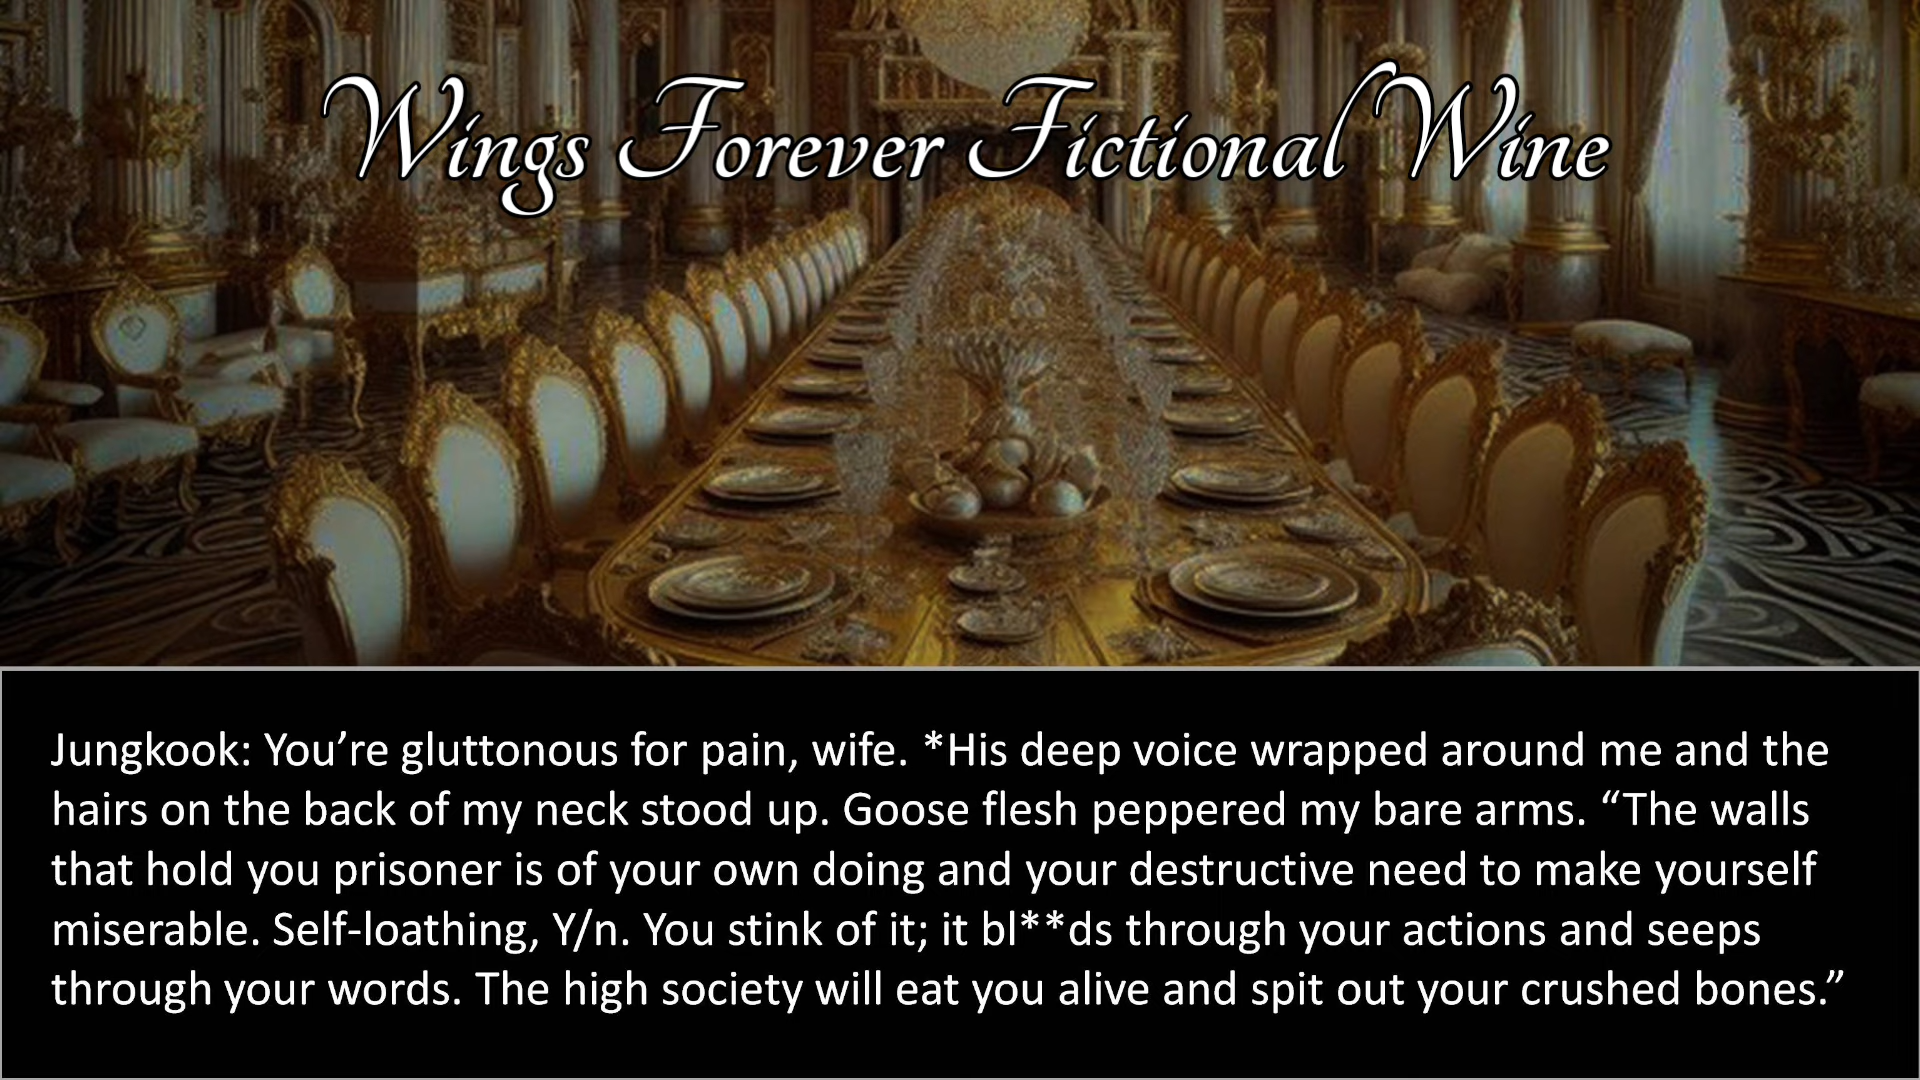 Wings Forever Fictional Wine
Jungkook: You’re gluttonous for pain, wife. *His deep voice wrapped around me and the
hairs on the back of my neck stood up. Goose flesh peppered my bare arms. “The walls
that hold you prisoner is of your own doing and your destructive need to make yourself
miserable. Self-loathing, Y/n. You stink of it; it bl**ds through your actions and seeps
through your words. The high society will eat you alive and spit out your crushed bones.”